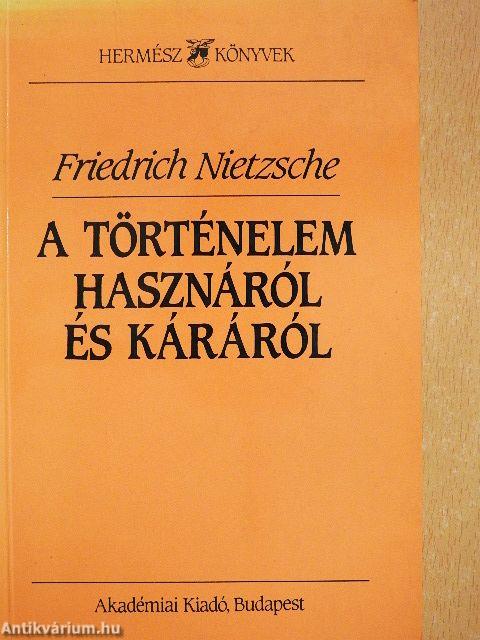 HERMÉSZ KÖNYVEK
Friedrich Nietzsche
A TÖRTÉNELEM
HASZNÁRÓL
ÉS KÁRÁRÓL
Akadémiai Kiadó, Budapest
Antikvárium.hu